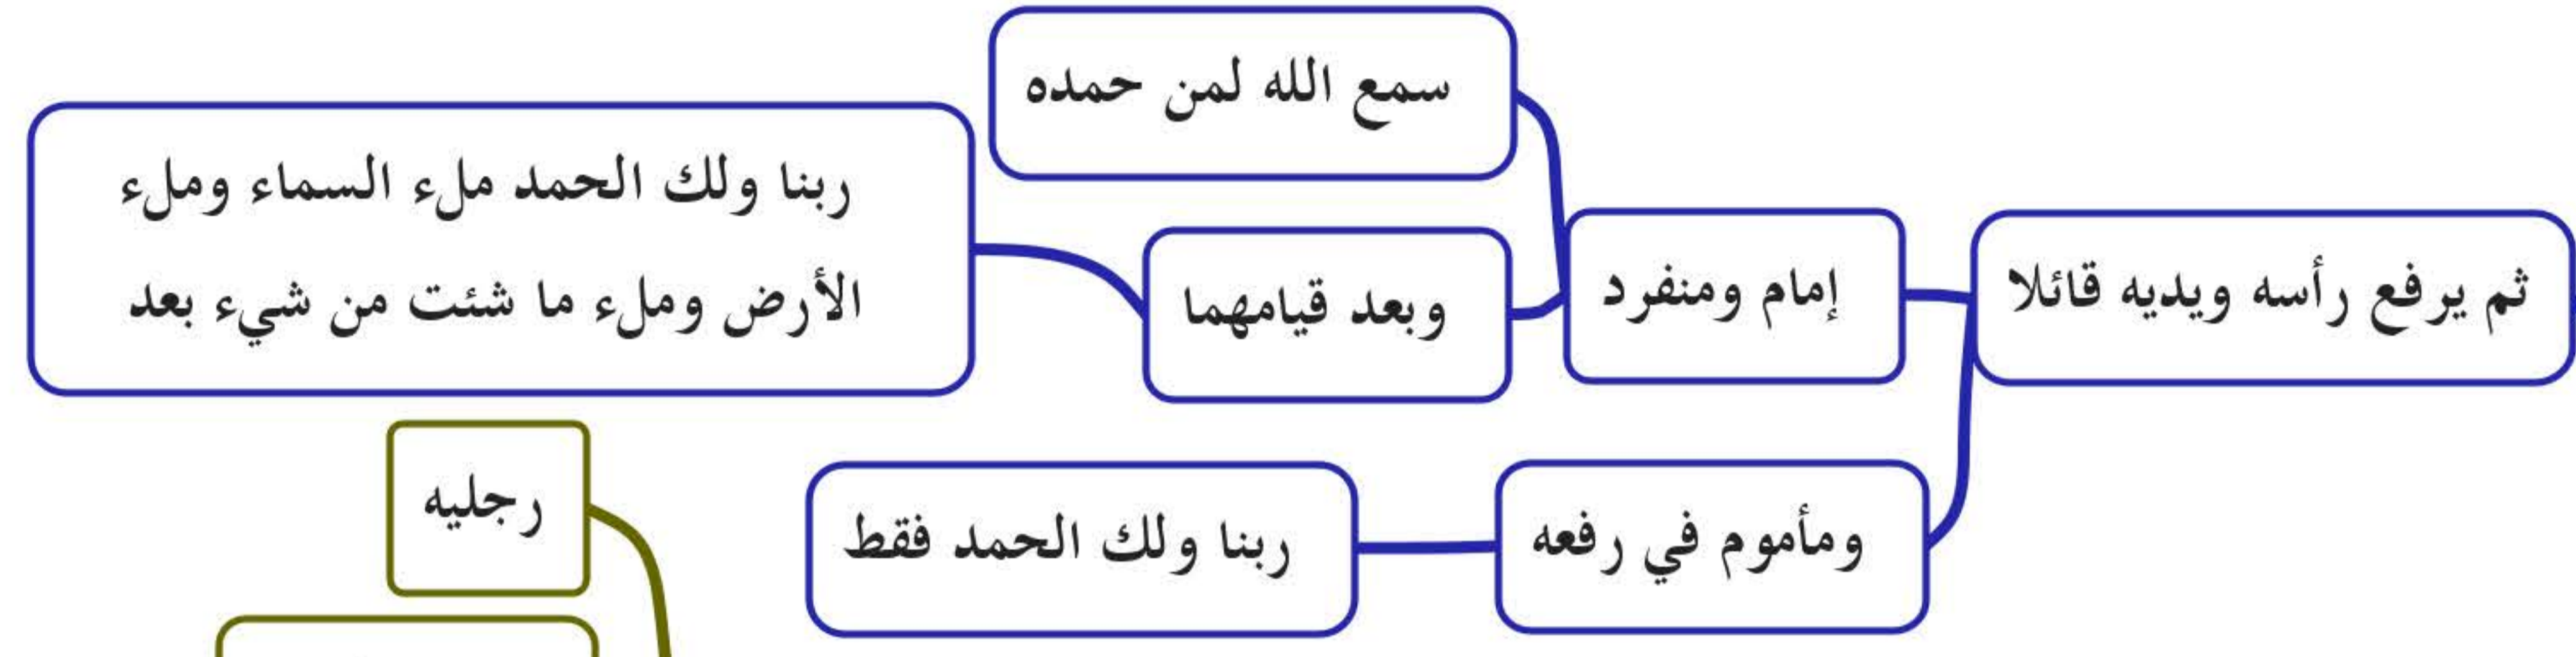 ثم يرفع رأسه ويديه قائلا
إمام ومنفرد
سمع الله لمن حمده
وبعد قيامهما
ربنا ولك الحمد ملء السماء وملء
الأرض وملء ما شئت من شيء بعد
ومأموم في رفعه
ربنا ولك الحمد فقط
رجليه